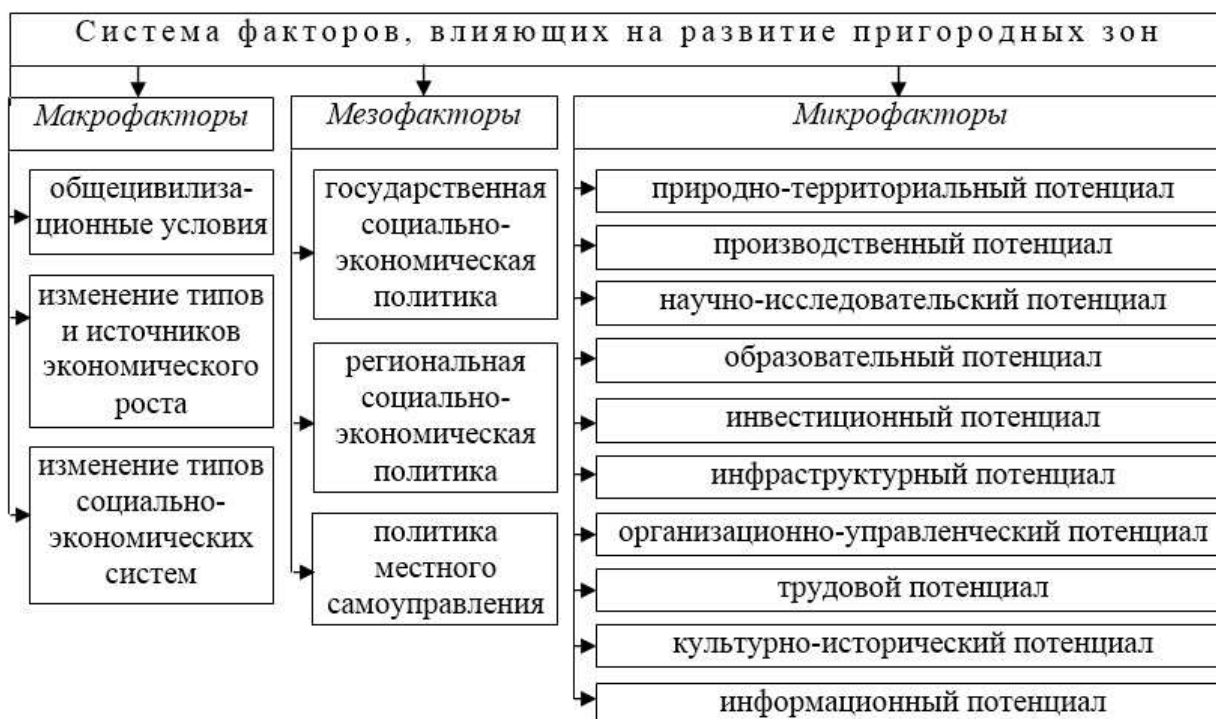 Система факторов, влияющих на развитие пригородных зон
Макрофакторы
общецивилиза-
ционные условия
изменение типов
и источников
экономического
роста
изменение типов
социально-
экономических
систем
Мезофакторы
государственная
социально-
экономическая
политика
региональная
социально-
экономическая
политика
политика
местного
самоуправления
Микрофакторы
природно-территориальный потенциал
производственный потенциал
научно-исследовательский потенциал
образовательный потенциал
инвестиционный потенциал
инфраструктурный потенциал
организационно-управленческий потенциал
трудовой потенциал
культурно-исторический потенциал
информационный потенциал